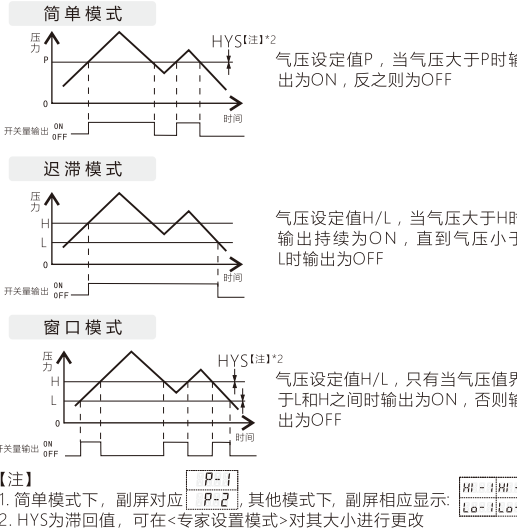 简单模式
压力
P
0
HYS【注】*2
时间
开关量输出 ON
OFF
气压设定值P，当气压大于P时输
出为ON，反之则为OFF
迟滞模式
压力
H
L
0
时间
开关量输出 ON
OFF
气压设定值H/L，当气压大于H时
输出持续为ON，直到气压小于
L时输出为OFF
窗口模式
压力
H
L
0
HYS【注】*2
时间
开关量输出 ON
OFF
气压设定值H/L，只有当气压值界
于L和H之间时输出为ON，否则输
出为OFF
【注】
P-1
1. 简单模式下，副屏对应 P-2，其他模式下，副屏相应显示:
HI-1 HI-
Lo-1 Lo-
2. HYS为滞回值，可在<专家设置模式>对其大小进行更改